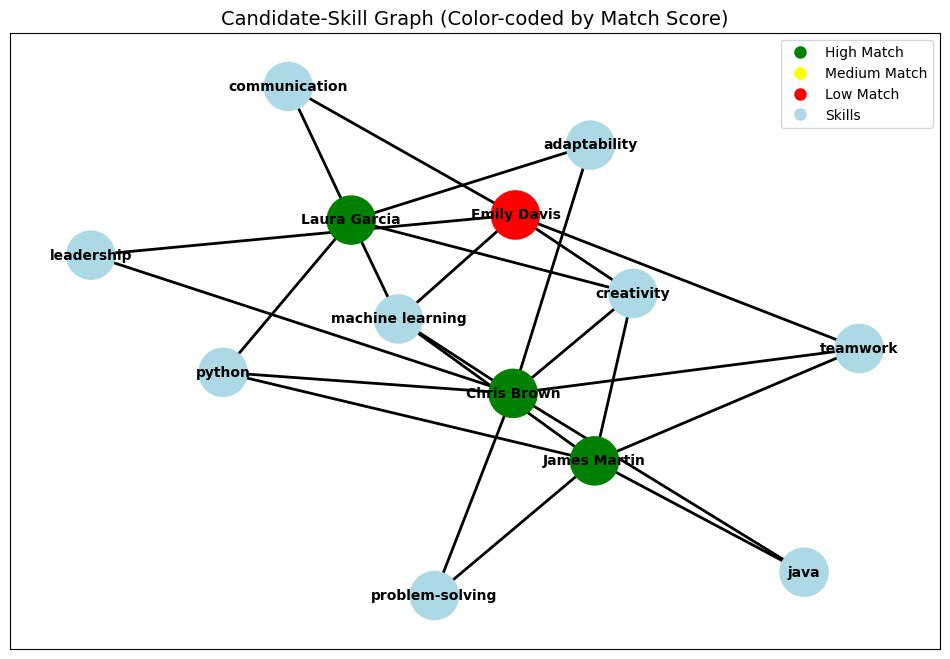 Candidate-Skill Graph (Color-coded by Match Score)
High Match
Medium Match
Low Match
Skills
communication
adaptability
Laura Garcia
Emily Davis
leadership
creativity
machine learning
teamwork
python
Chris Brown
James Martin
java
problem-solving